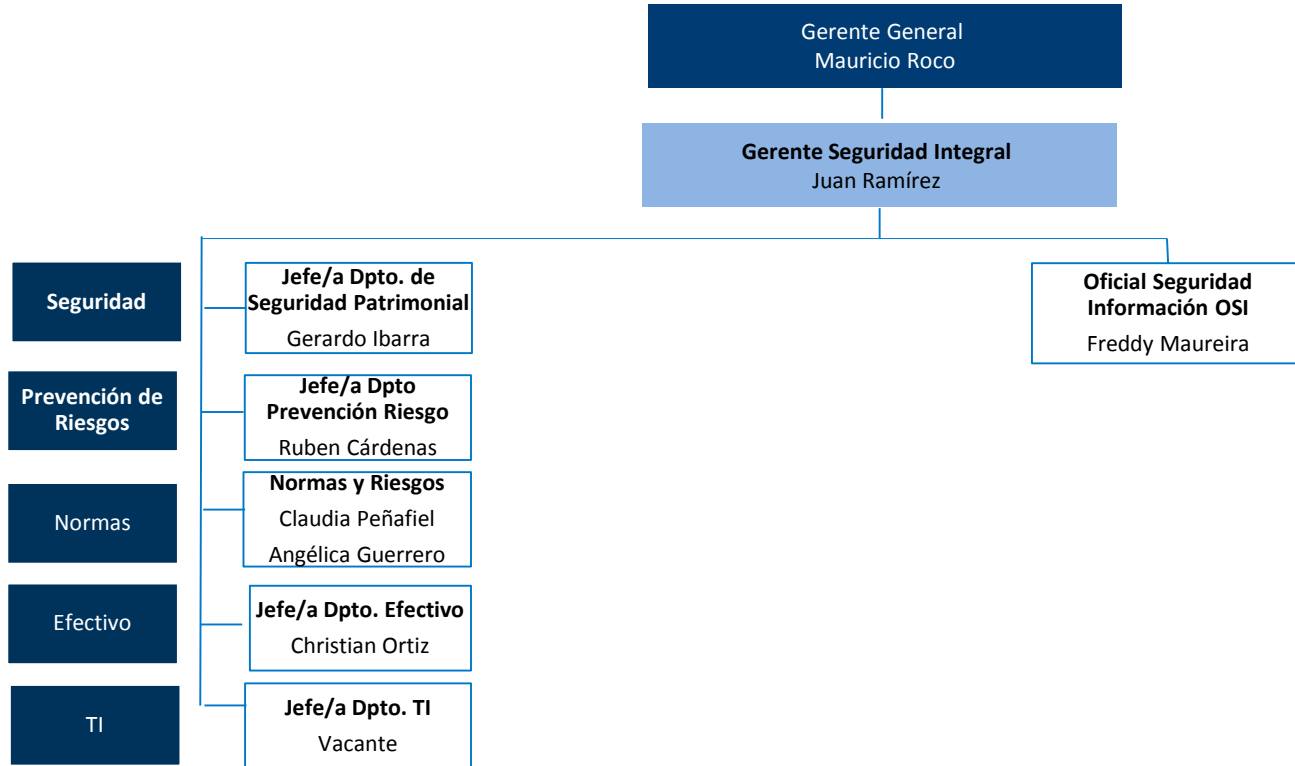 Gerente General
Mauricio Roco
Gerente Seguridad Integral
Juan Ramírez
Seguridad
Jefe/a Dpto. de
Seguridad Patrimonial
Gerardo Ibarra
Oficial Seguridad
Información OSI
Freddy Maureira
Prevención de
Riesgos
Jefe/a Dpto
Prevención Riesgo
Ruben Cárdenas
Normas
Normas y Riesgos
Claudia Peñafiel
Angélica Guerrero
Efectivo
Jefe/a Dpto. Efectivo
Christian Ortiz
TI
Jefe/a Dpto. TI
Vacante